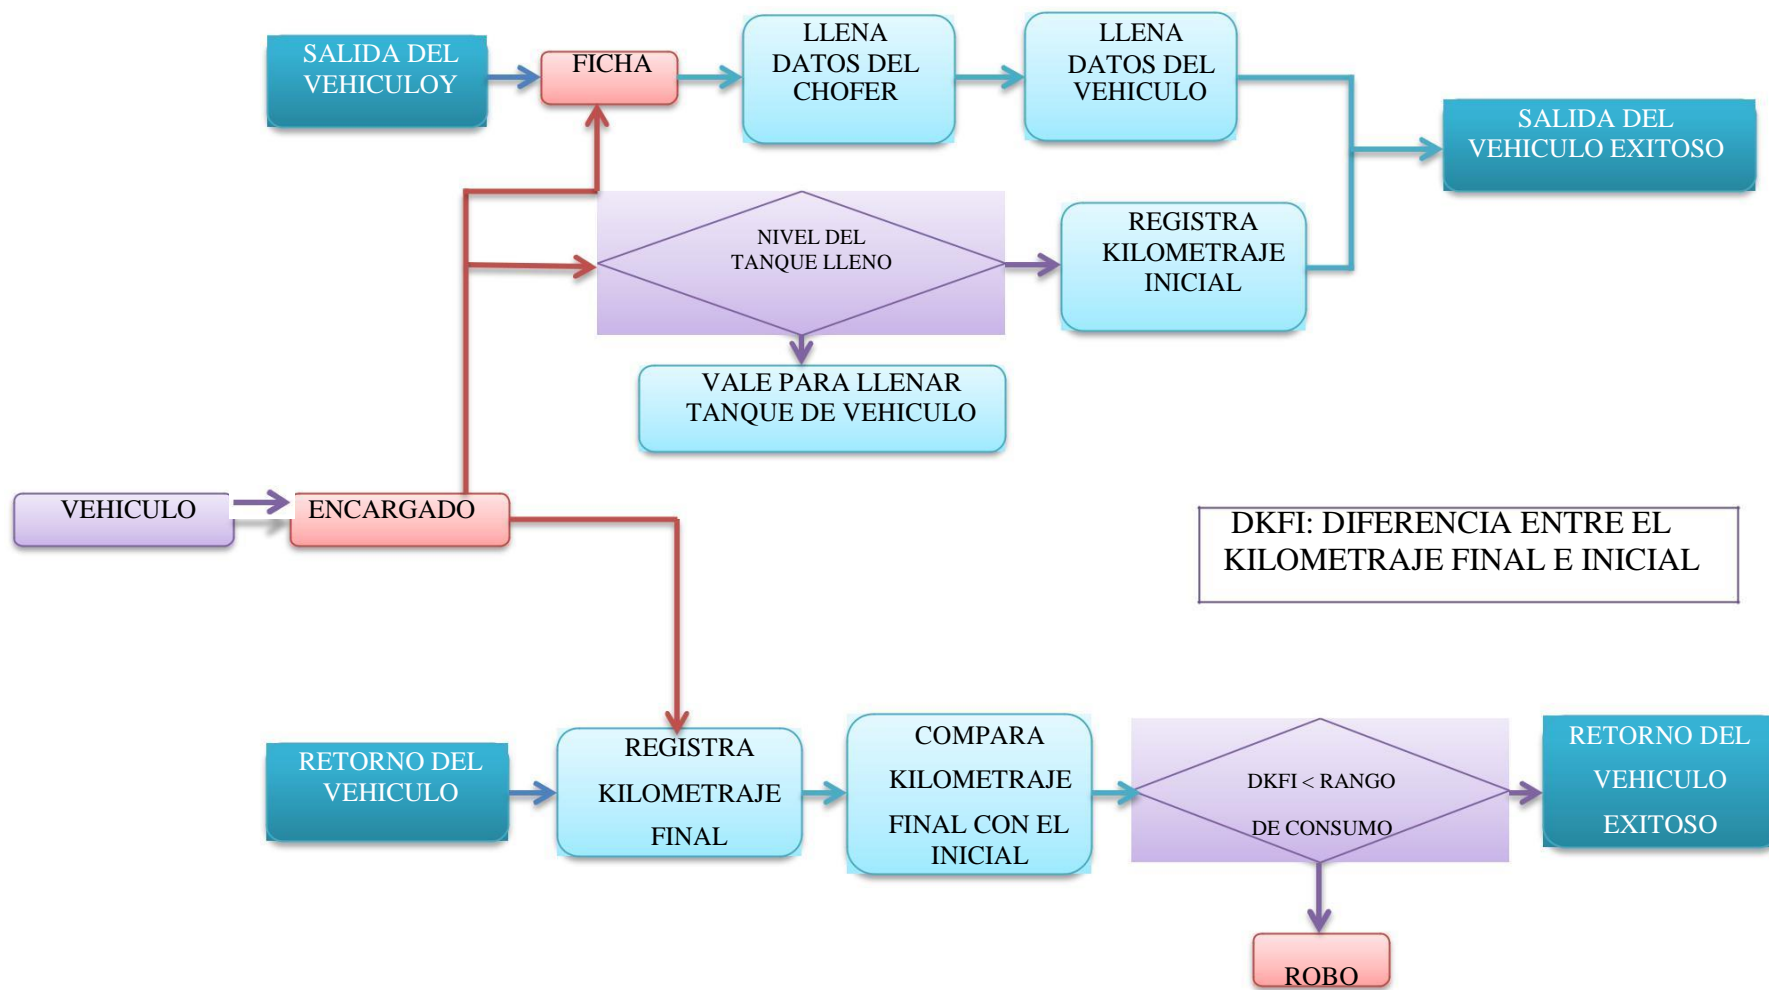 SALIDA DEL
VEHICULOY
FICHA
LLENA
DATOS DEL
CHOFER
LLENA
DATOS DEL
VEHICULO
SALIDA DEL
VEHICULO EXITOSO
NIVEL DEL
TANQUE LLENO
REGISTRA
KILOMETRAJE
INICIAL
VALE PARA LLENAR
TANQUE DE VEHICULO
VEHICULO
ENCARGADO
DKFI: DIFERENCIA ENTRE EL
KILOMETRAJE FINAL E INICIAL
RETORNO DEL
VEHICULO
REGISTRA
KILOMETRAJE
FINAL
COMPARA
KILOMETRAJE
FINAL CON EL
INICIAL
DKFI < RANGO
DE CONSUMO
RETORNO DEL
VEHICULO
EXITOSO
ROBO